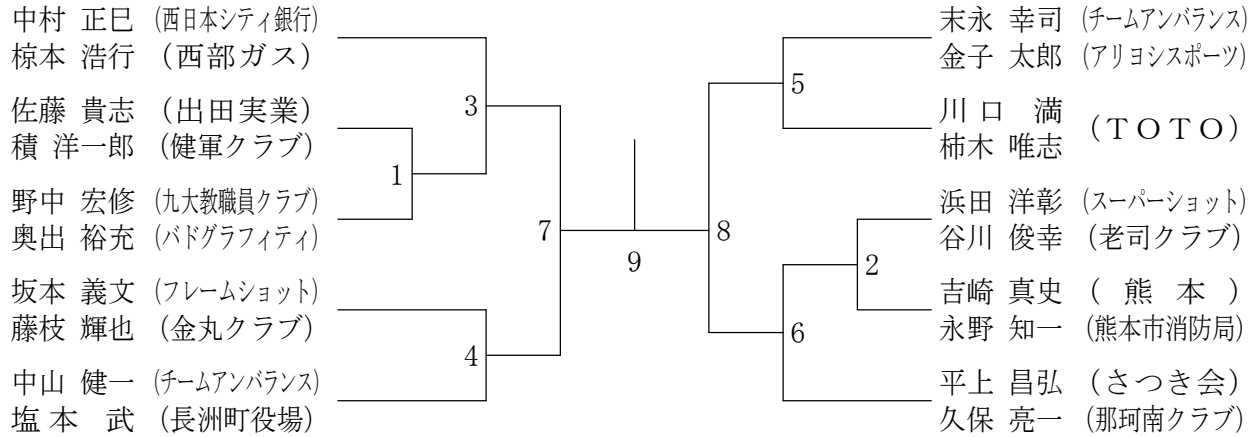 中村 正巳 (西日本シティ銀行)
椋本 浩行 (西部ガス)
佐藤 貴志 (出田実業)
積 洋一郎 (健軍クラブ)
野中 宏修 (九大教職員クラブ)
奥出 裕充 (バドグラフィティ)
坂本 義文 (フレームショット)
藤枝 輝也 (金丸クラブ)
中山 健一 (チームアンバランス)
塩本 武 (長洲町役場)
3
1
7
4
9
8
5
2
6
末永 幸司 (チームアンバランス)
金子 太郎 (アリヨシスポーツ)
川口 満
柿木 唯志
(TOTO)
浜田 洋彰 (スーパーショット)
谷川 俊幸 (老司クラブ)
吉崎 真史 (熊本)
永野 知一 (熊本市消防局)
平上 昌弘 (さつき会)
久保 亮一 (那珂南クラブ)